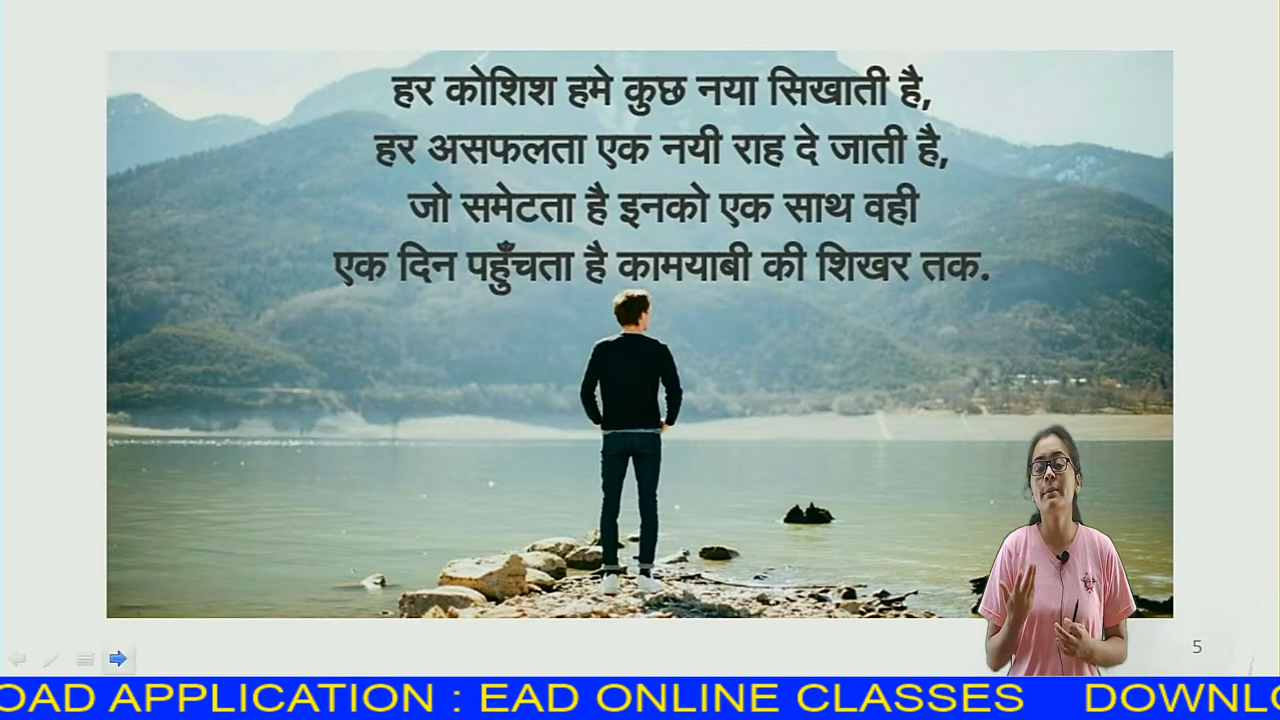 हर कोशिश हमे कुछ नया सिखाती है,
हर असफलता एक नयी राह दे जाती है,
जो समेटता है इनको एक साथ वही
एक दिन पहुँचता है कामयाबी की शिखर तक.
5
OAD APPLICATION : EAD ONLINE CLASSES DOWNLO